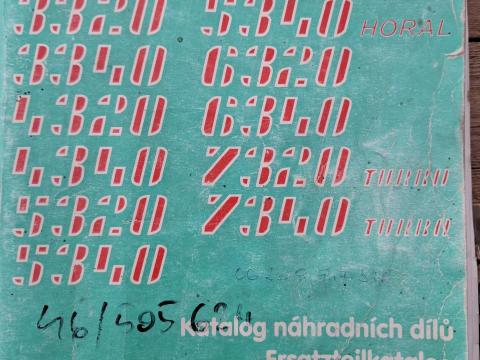 3320 5340 HORAL
3340 6320
4320 6340
4340 7320 TURBO
5320 7340 TURBO
5340
46/505 624
Katalog náhradních dílů